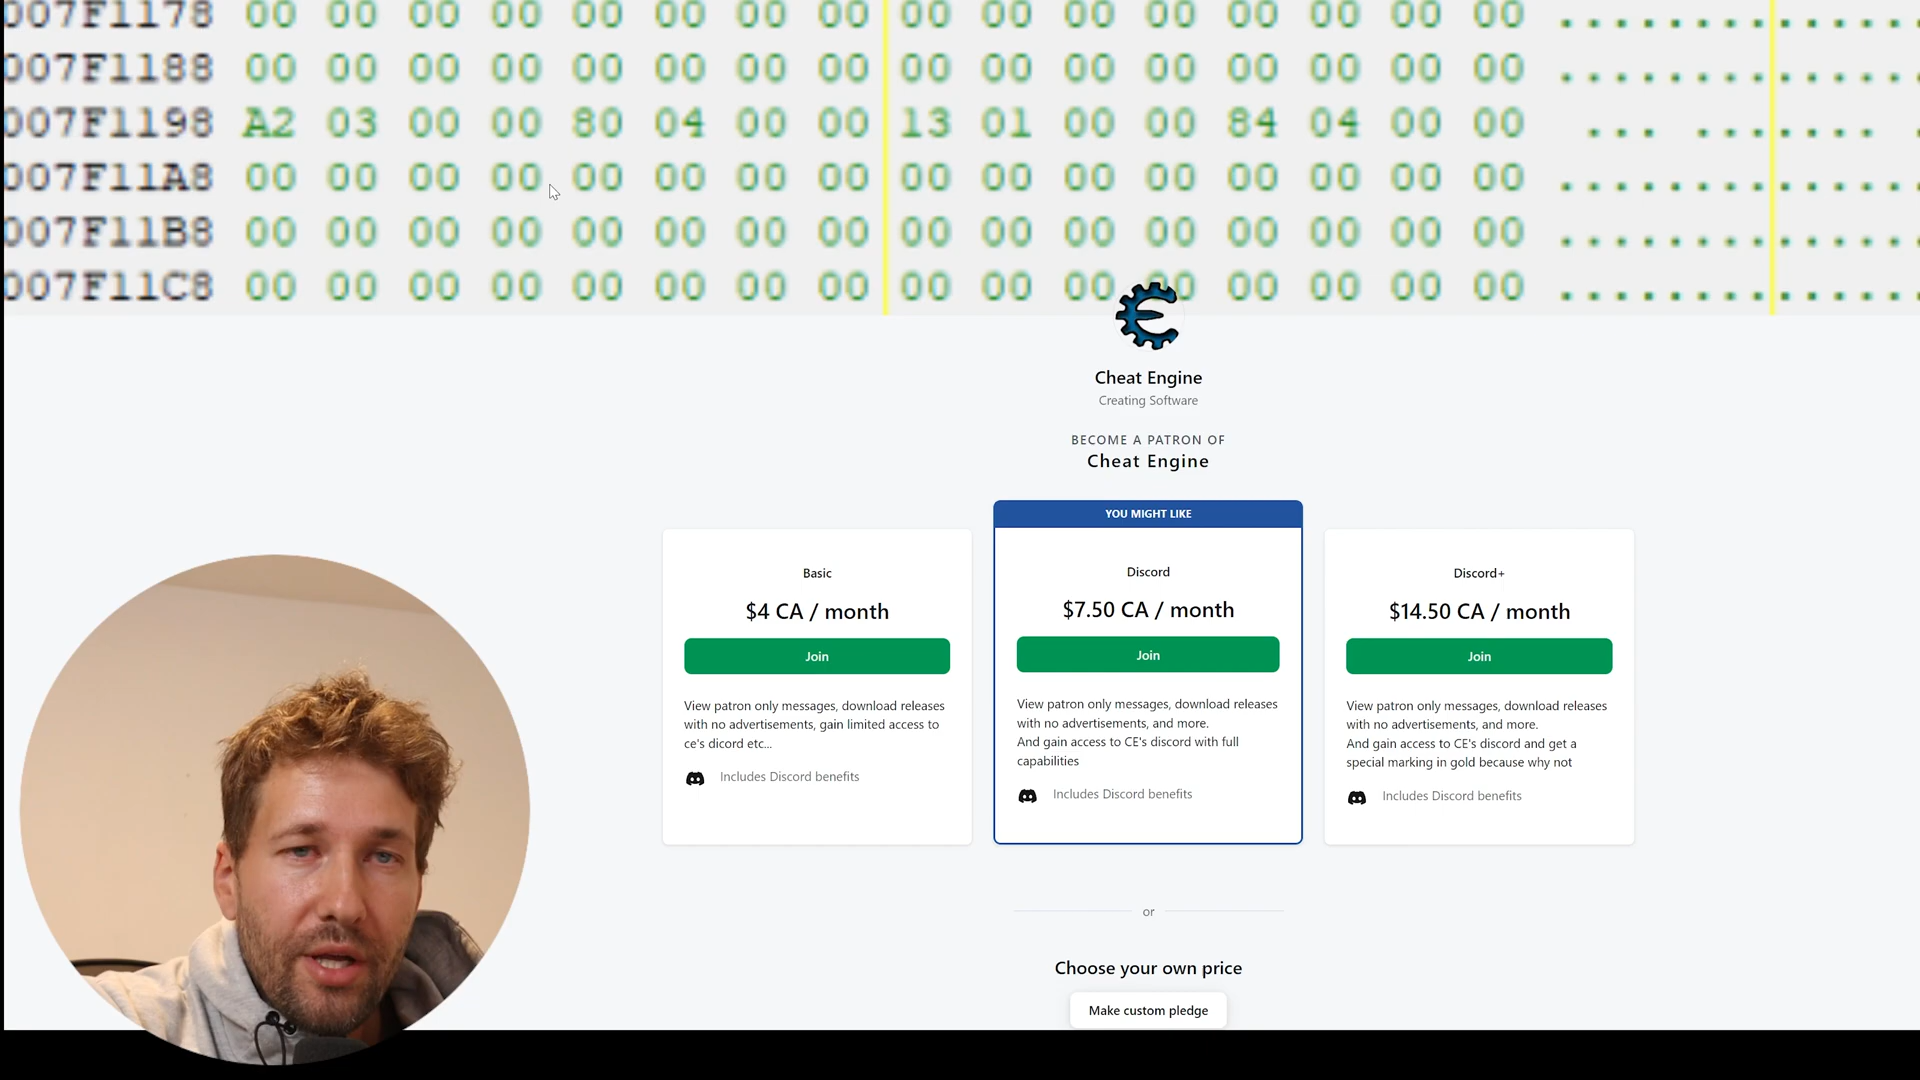 007F1178 00 00 00 00 00 00 00 00 00 00 00 00 00 00 00 00 ................
007F1188 00 00 00 00 00 00 00 00 00 00 00 00 00 00 00 00 ................
007F1198 A2 03 00 00 80 04 00 00 13 01 00 00 84 04 00 00 ... ....... .
007F11A8 00 00 00 00 00 00 00 00 00 00 00 00 00 00 00 00 ................
007F11B8 00 00 00 00 00 00 00 00 00 00 00 00 00 00 00 00 ................
007F11C8 00 00 00 00 00 00 00 00 00 00 00 00 00 00 00 00 ................
Cheat Engine
Creating Software
BECOME A PATRON OF
Cheat Engine
Basic
$4 CA / month
Join
View patron only messages, download releases
with no advertisements, gain limited access to
ce's dicord etc...
Includes Discord benefits
YOU MIGHT LIKE
Discord
$7.50 CA / month
Join
View patron only messages, download releases
with no advertisements, and more.
And gain access to CE's discord with full
capabilities
Includes Discord benefits
Discord+
$14.50 CA / month
Join
View patron only messages, download releases
with no advertisements, and more.
And gain access to CE's discord and get a
special marking in gold because why not
Includes Discord benefits
or
Choose your own price
Make custom pledge